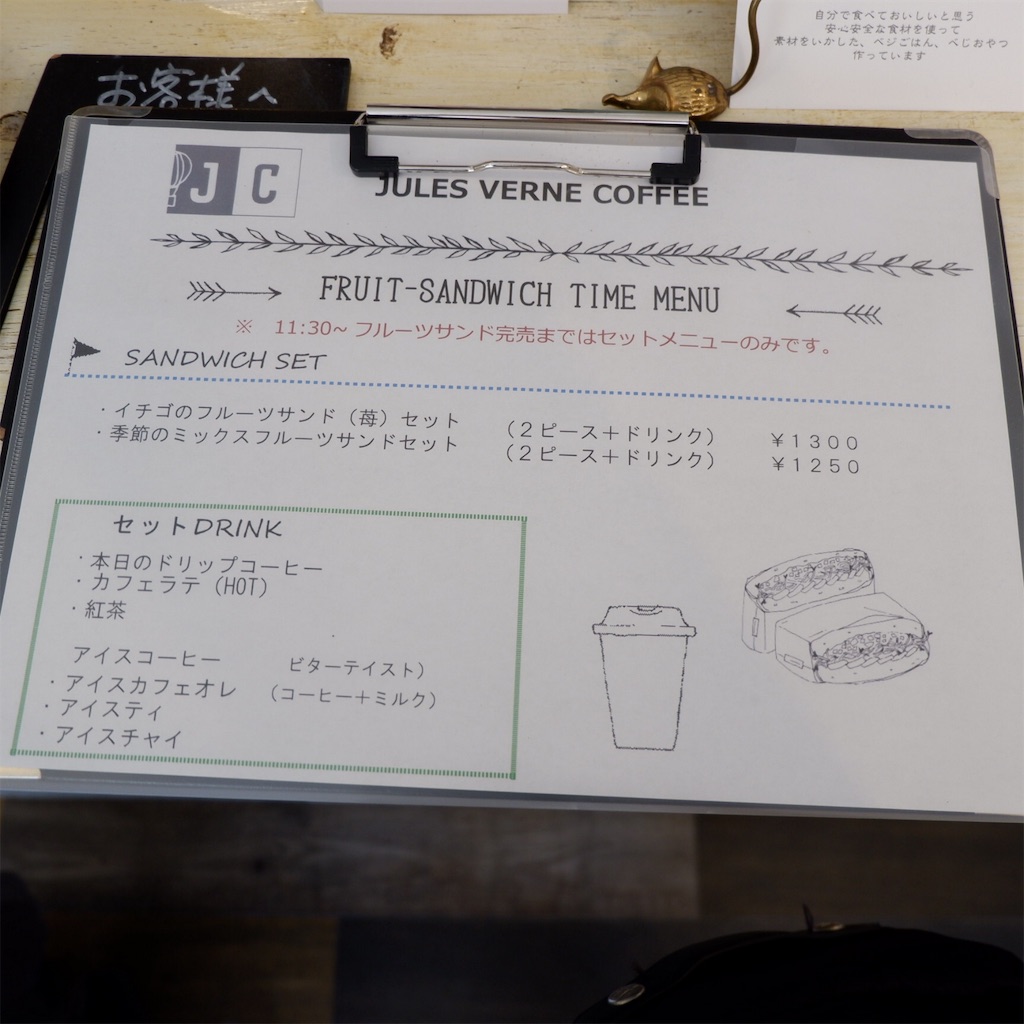 自分で食べておいしいと思う
安心安全な食材を使って
素材をいかした、ベジごはん、べじおやつ
作っています
お客様へ
JC
JULES VERNE COFFEE
FRUIT-SANDWICH TIME MENU
※ 11:30~ フルーツサンド完売まではセットメニューのみです。
SANDWICH SET
・イチゴのフルーツサンド（苺）セット （２ピース＋ドリンク） ￥１３００
・季節のミックスフルーツサンドセット （２ピース＋ドリンク） ￥１２５０
セットDRINK
・本日のドリップコーヒー
・カフェラテ（HOT）
・紅茶
アイスコーヒー ビターテイスト）
・アイスカフェオレ （コーヒー＋ミルク）
・アイスティ
・アイスチャイ